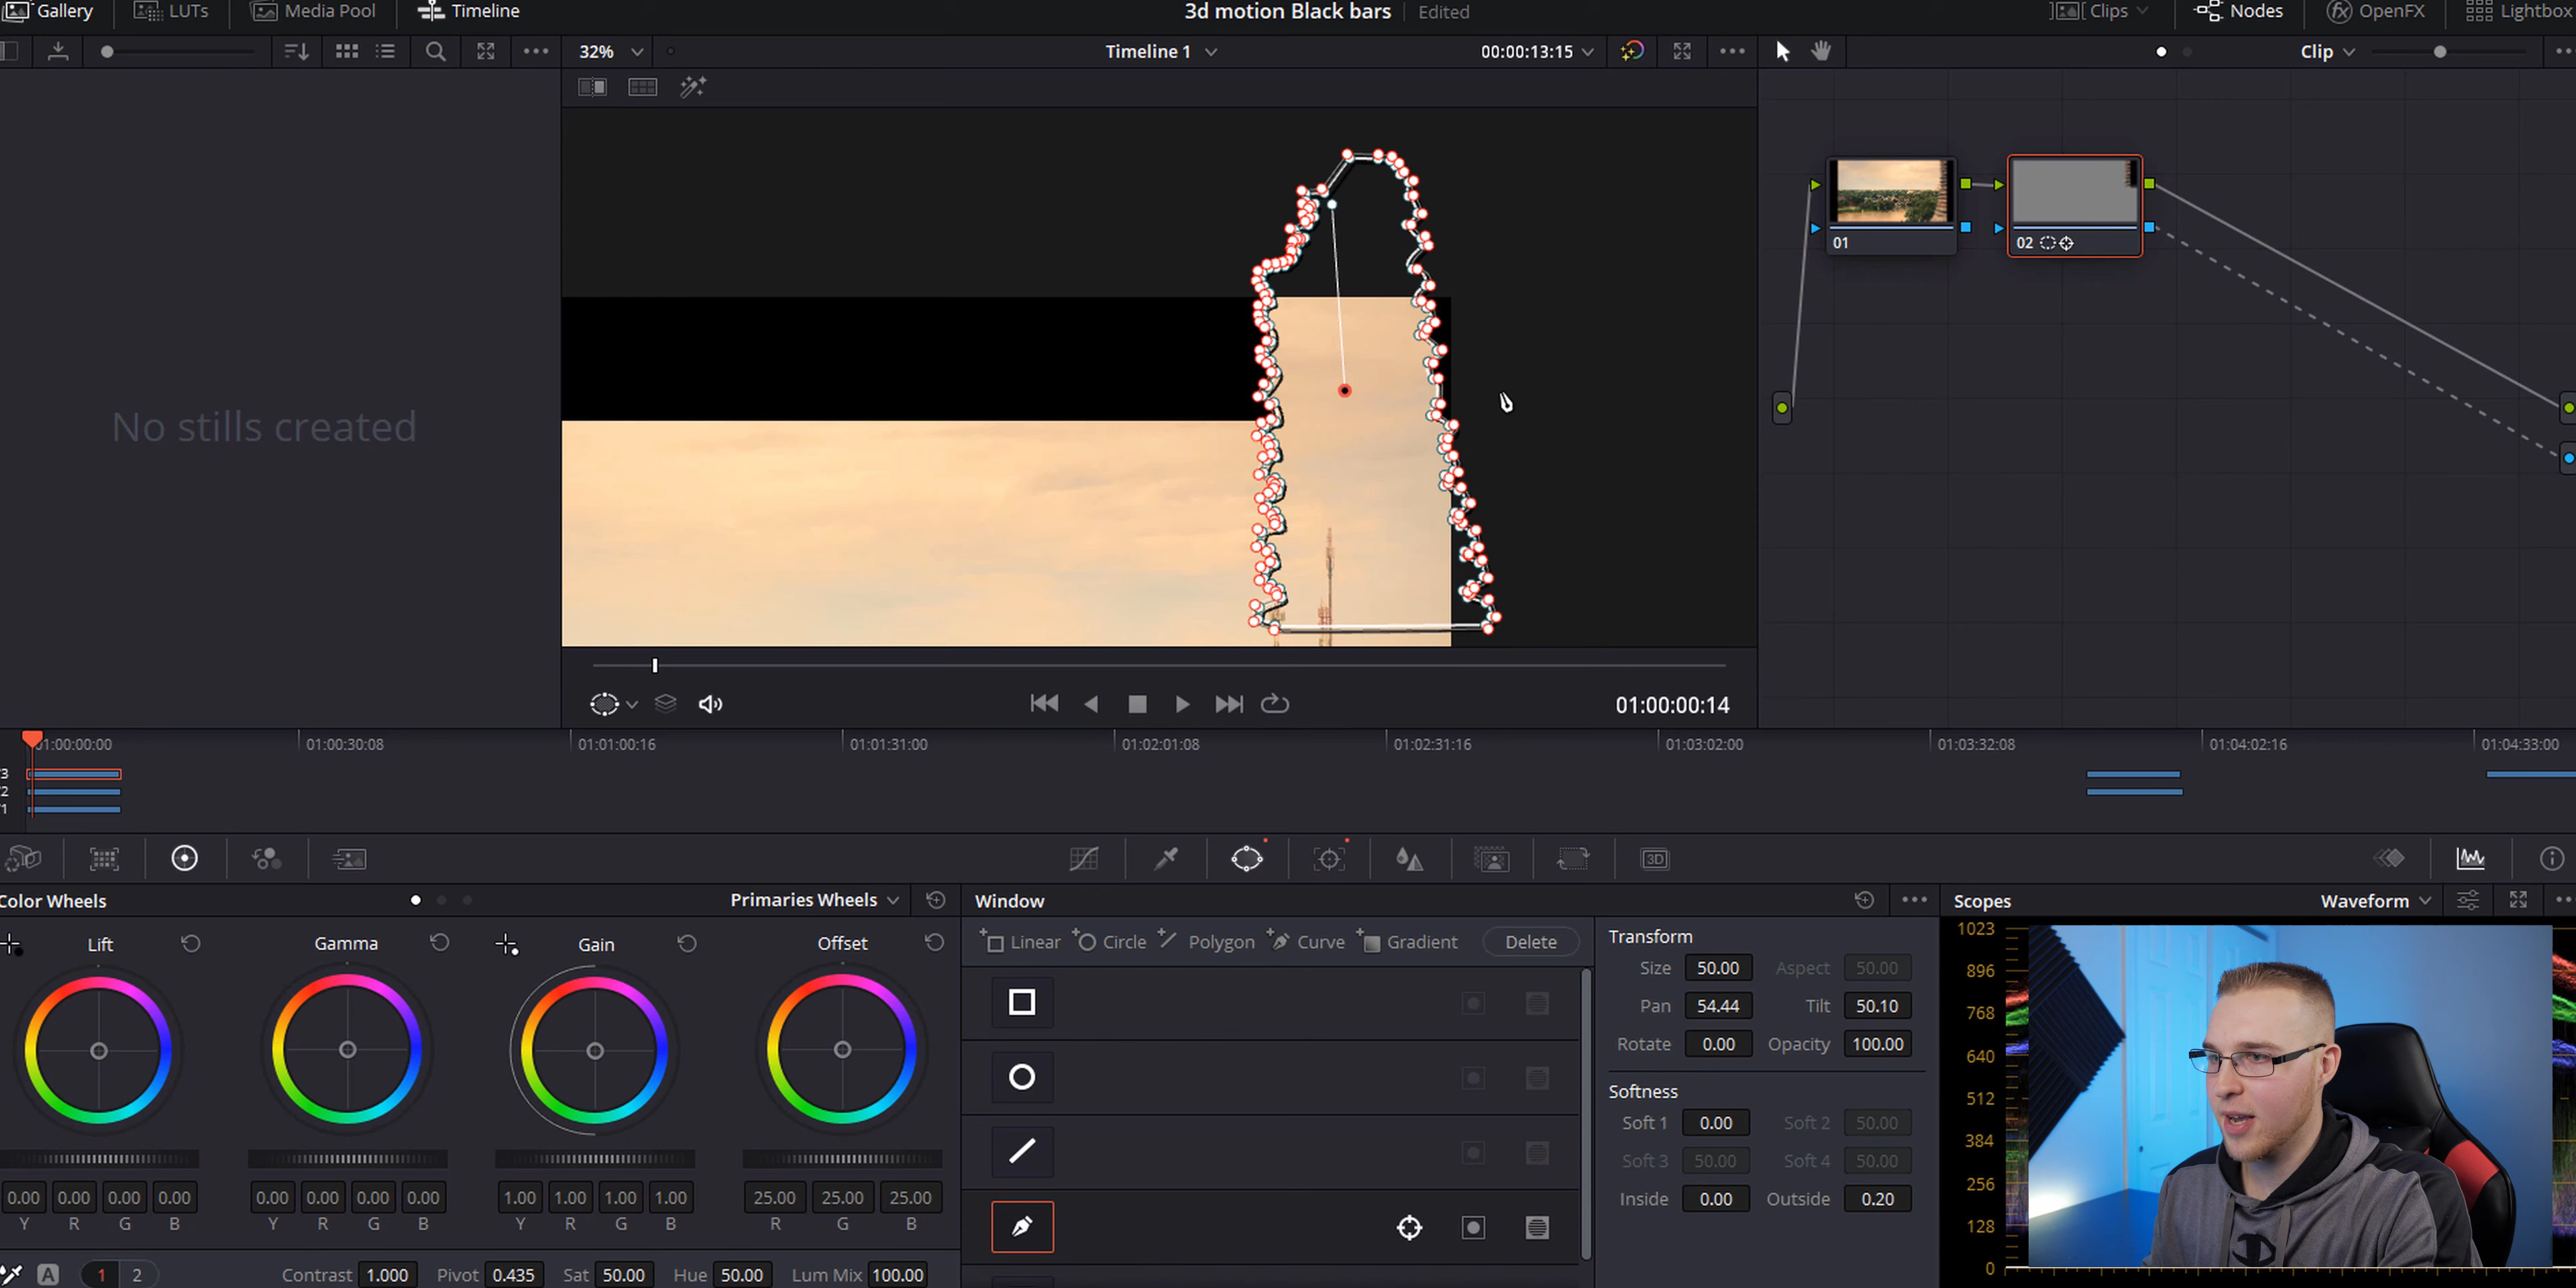 Gallery LUTs Media Pool Timeline 3d motion Black bars Edited Clips Nodes OpenFX Lightbox
32% Timeline 1 00:00:13:15 Clip
No stills created
01 02
01:00:00:14
01:00:00:00 01:00:30:08 01:01:00:16 01:01:31:00 01:02:01:08 01:02:31:16 01:03:02:00 01:03:32:08 01:04:02:16 01:04:33:00
3
2
1
3D
Color Wheels Primaries Wheels Window Scopes Waveform
Lift Gamma Gain Offset
Linear Circle Polygon Curve Gradient Delete
Transform
Size 50.00 Aspect 50.00
Pan 54.44 Tilt 50.10
Rotate 0.00 Opacity 100.00
Softness
Soft 1 0.00 Soft 2 50.00
Soft 3 50.00 Soft 4 50.00
Inside 0.00 Outside 0.20
1023
896
768
640
512
384
256
128
0
0.00 0.00 0.00 0.00 0.00 0.00 0.00 0.00 1.00 1.00 1.00 1.00 25.00 25.00 25.00
Y R G B Y R G B Y R G B R G B
A 1 2 Contrast 1.000 Pivot 0.435 Sat 50.00 Hue 50.00 Lum Mix 100.00